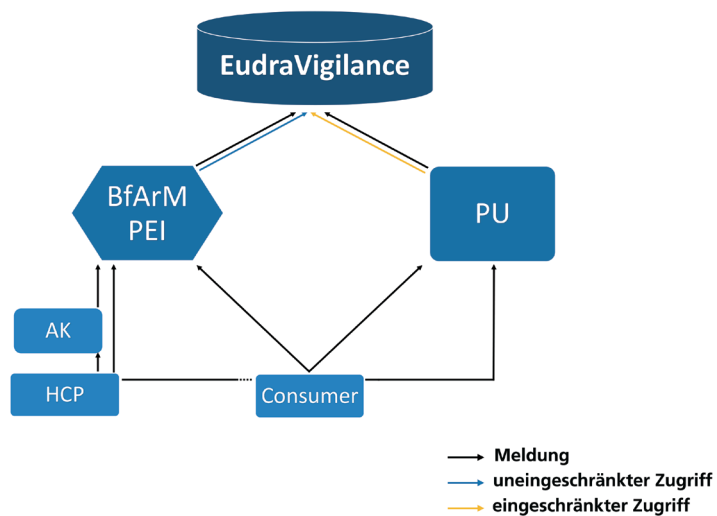 EudraVigilance
BfArM
PEI
PU
AK
HCP
Consumer
Meldung
uneingeschränkter Zugriff
eingeschränkter Zugriff